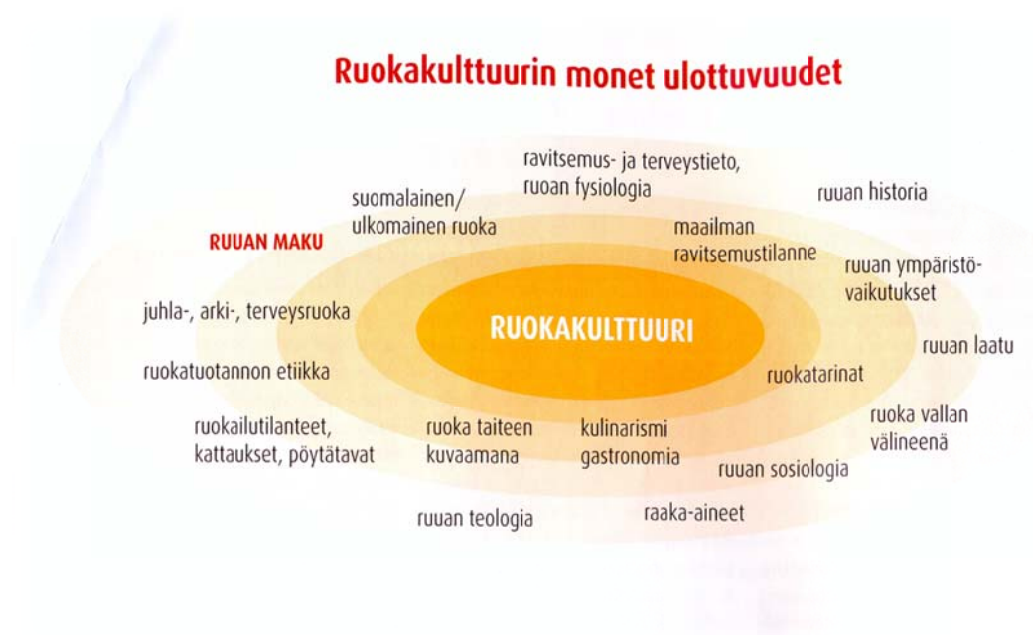 Ruokakulttuurin monet ulottuvuudet
ravitsemus- ja terveystieto,
ruoan fysiologia
ruuan historia
suomalainen/
ulkomainen ruoka
maailman
ravitsemustilanne
RUUAN MAKU
ruuan ympäristö-
vaikutukset
juhla-, arki-, terveysruoka
RUOKAKULTTUURI
ruuan laatu
ruokatuotannon etiikka
ruokatarinat
ruokailutilanteet,
kattaukset, pöytätavat
ruoka taiteen
kuvaamana
kulinarismi
gastronomia
ruoka vallan
välineenä
ruuan sosiologia
ruuan teologia
raaka-aineet